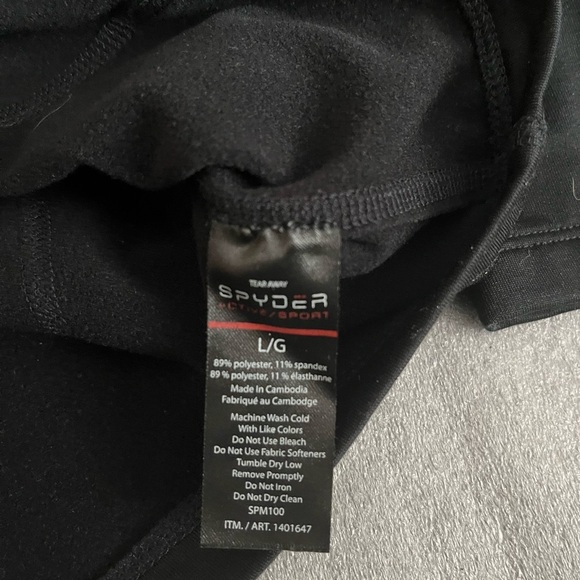 TEAR AWAY
SPYDER
ACTIVE/SPORT
L/G
89% polyester, 11% spandex
89 % polyester, 11 % élasthanne
Made in Cambodia
Fabriqué au Cambodge
Machine Wash Cold
With Like Colors
Do Not Use Bleach
Do Not Use Fabric Softeners
Tumble Dry Low
Remove Promptly
Do Not Iron
Do Not Dry Clean
SPM100
ITM. / ART. 1401647